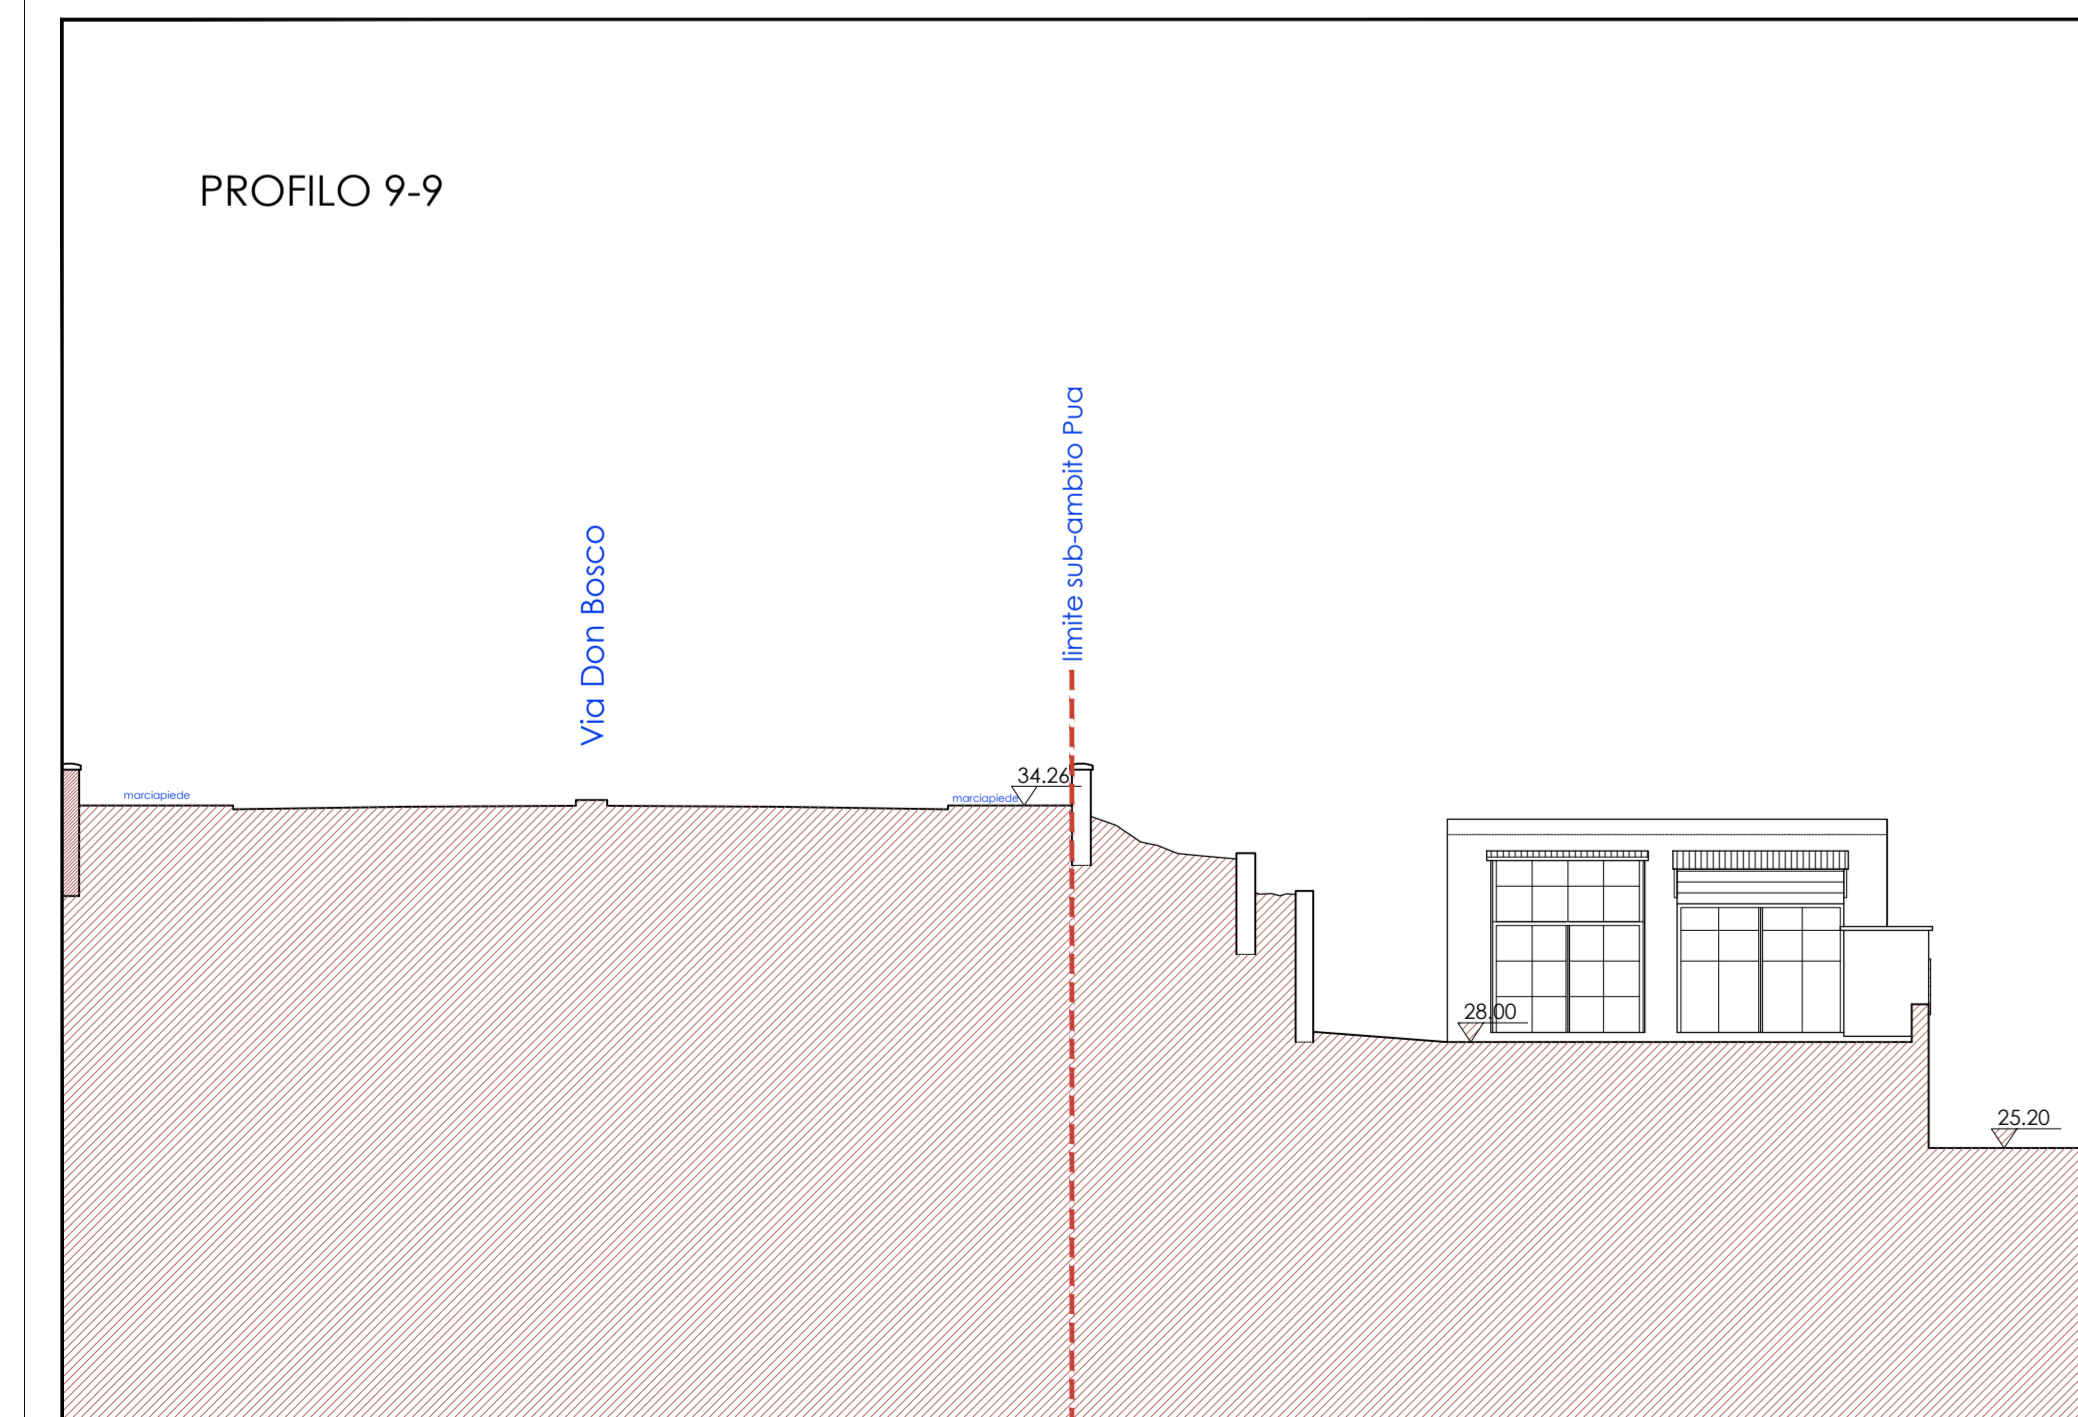 PROFILO 9-9
limite sub-ambito Pua
Via Don Bosco
34.26
marciapiede
marciapiede
28.00
25.20